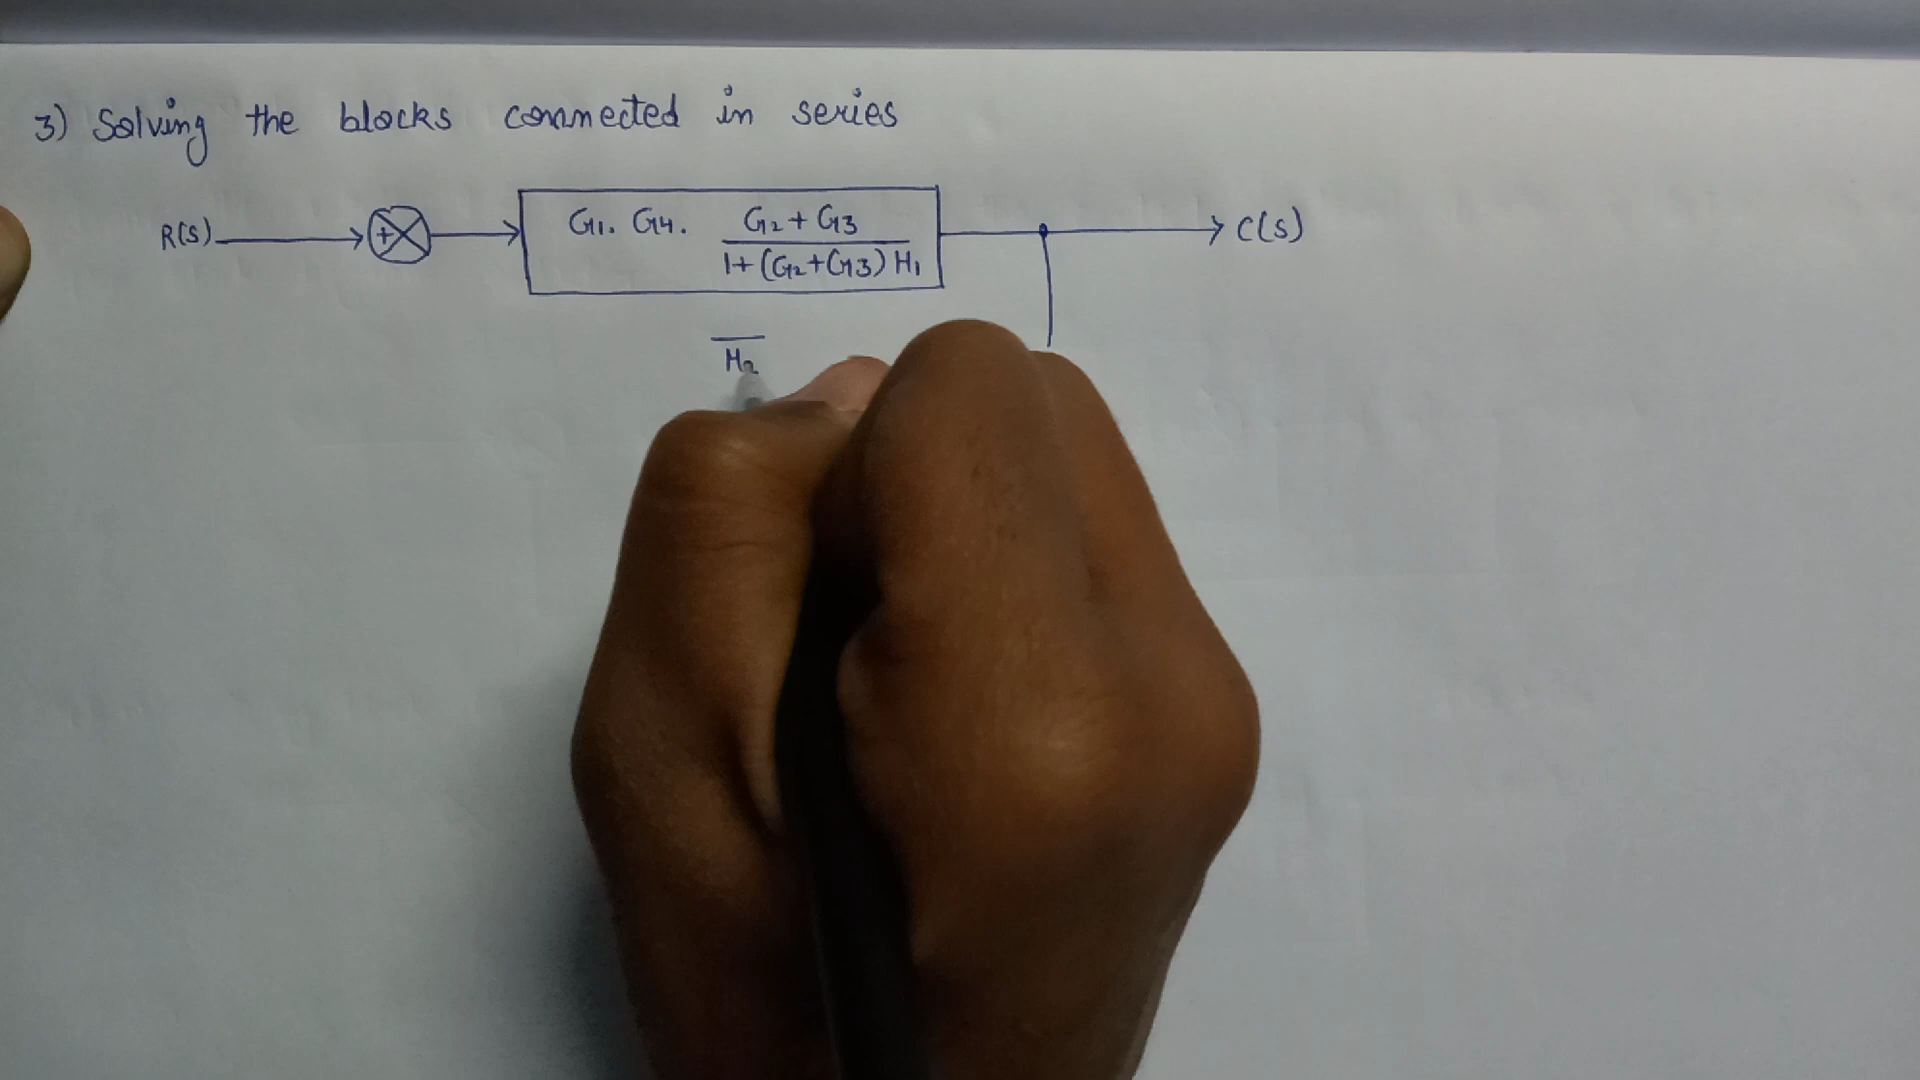 3) Solving the blocks connected in series
R(S) + G1. G4. G2 + G3 / 1 + (G2 + G3) H1 C(S)
H2